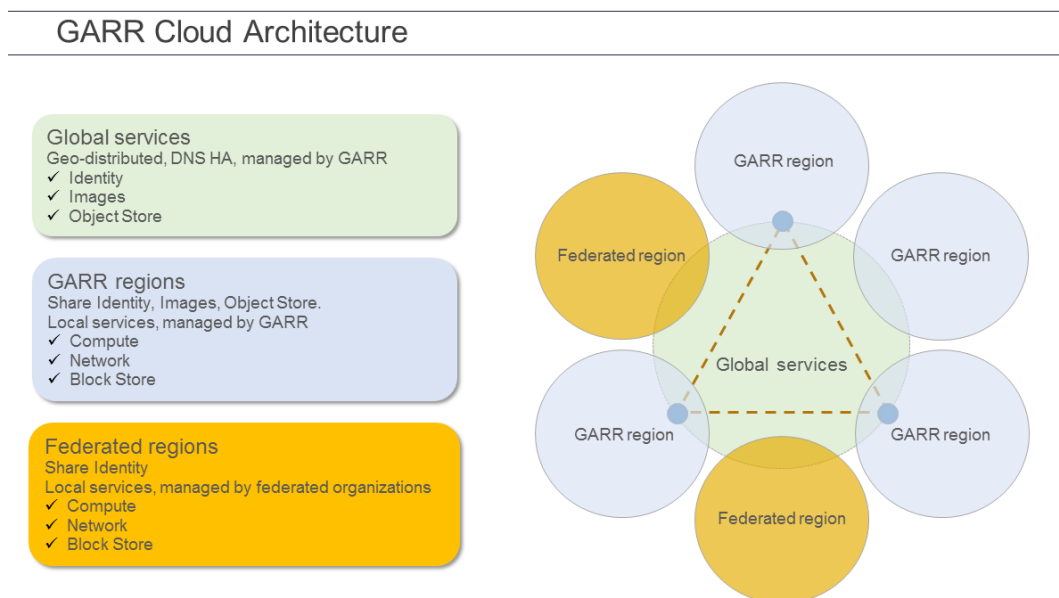 GARR Cloud Architecture
Global services
Geo-distributed, DNS HA, managed by GARR
✓ Identity
✓ Images
✓ Object Store
GARR regions
Share Identity, Images, Object Store.
Local services, managed by GARR
✓ Compute
✓ Network
✓ Block Store
Federated regions
Share Identity
Local services, managed by federated organizations
✓ Compute
✓ Network
✓ Block Store
GARR region
Federated region
GARR region
Global services
GARR region
GARR region
Federated region